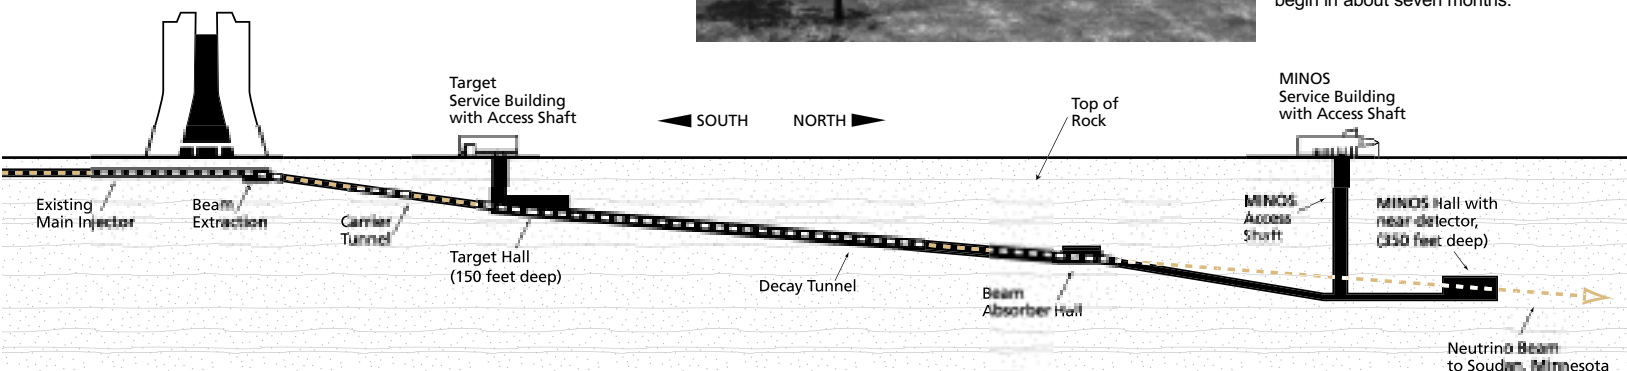 begin in about seven months.
Target
Service Building
with Access Shaft
SOUTH
NORTH
Top of
Rock
MINOS
Service Building
with Access Shaft
Existing
Main Injector
Beam
Extraction
Carrier
Tunnel
Target Hall
(150 feet deep)
Decay Tunnel
Beam
Absorber Hall
MINOS
Access
Shaft
MINOS Hall with
near detector,
(350 feet deep)
Neutrino Beam
to Soudan, Minnesota